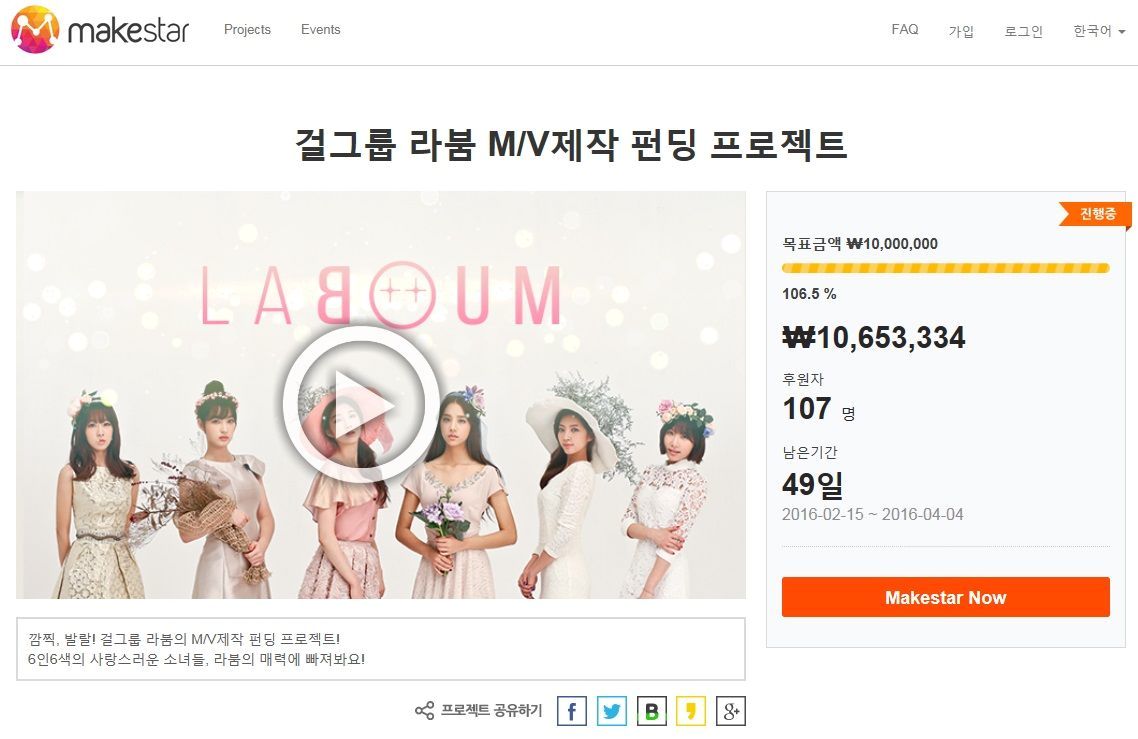 makestar
Projects
Events
FAQ
가입
로그인
한국어
걸그룹 라붐 M/V제작 펀딩 프로젝트
LABOUM
진행중
목표금액 ₩10,000,000
106.5 %
₩10,653,334
후원자
107 명
남은기간
49일
2016-02-15 ~ 2016-04-04
Makestar Now
깜찍, 발랄! 걸그룹 라붐의 M/V제작 펀딩 프로젝트!
6인6색의 사랑스러운 소녀들, 라붐의 매력에 빠져봐요!
프로젝트 공유하기
f
B
g+